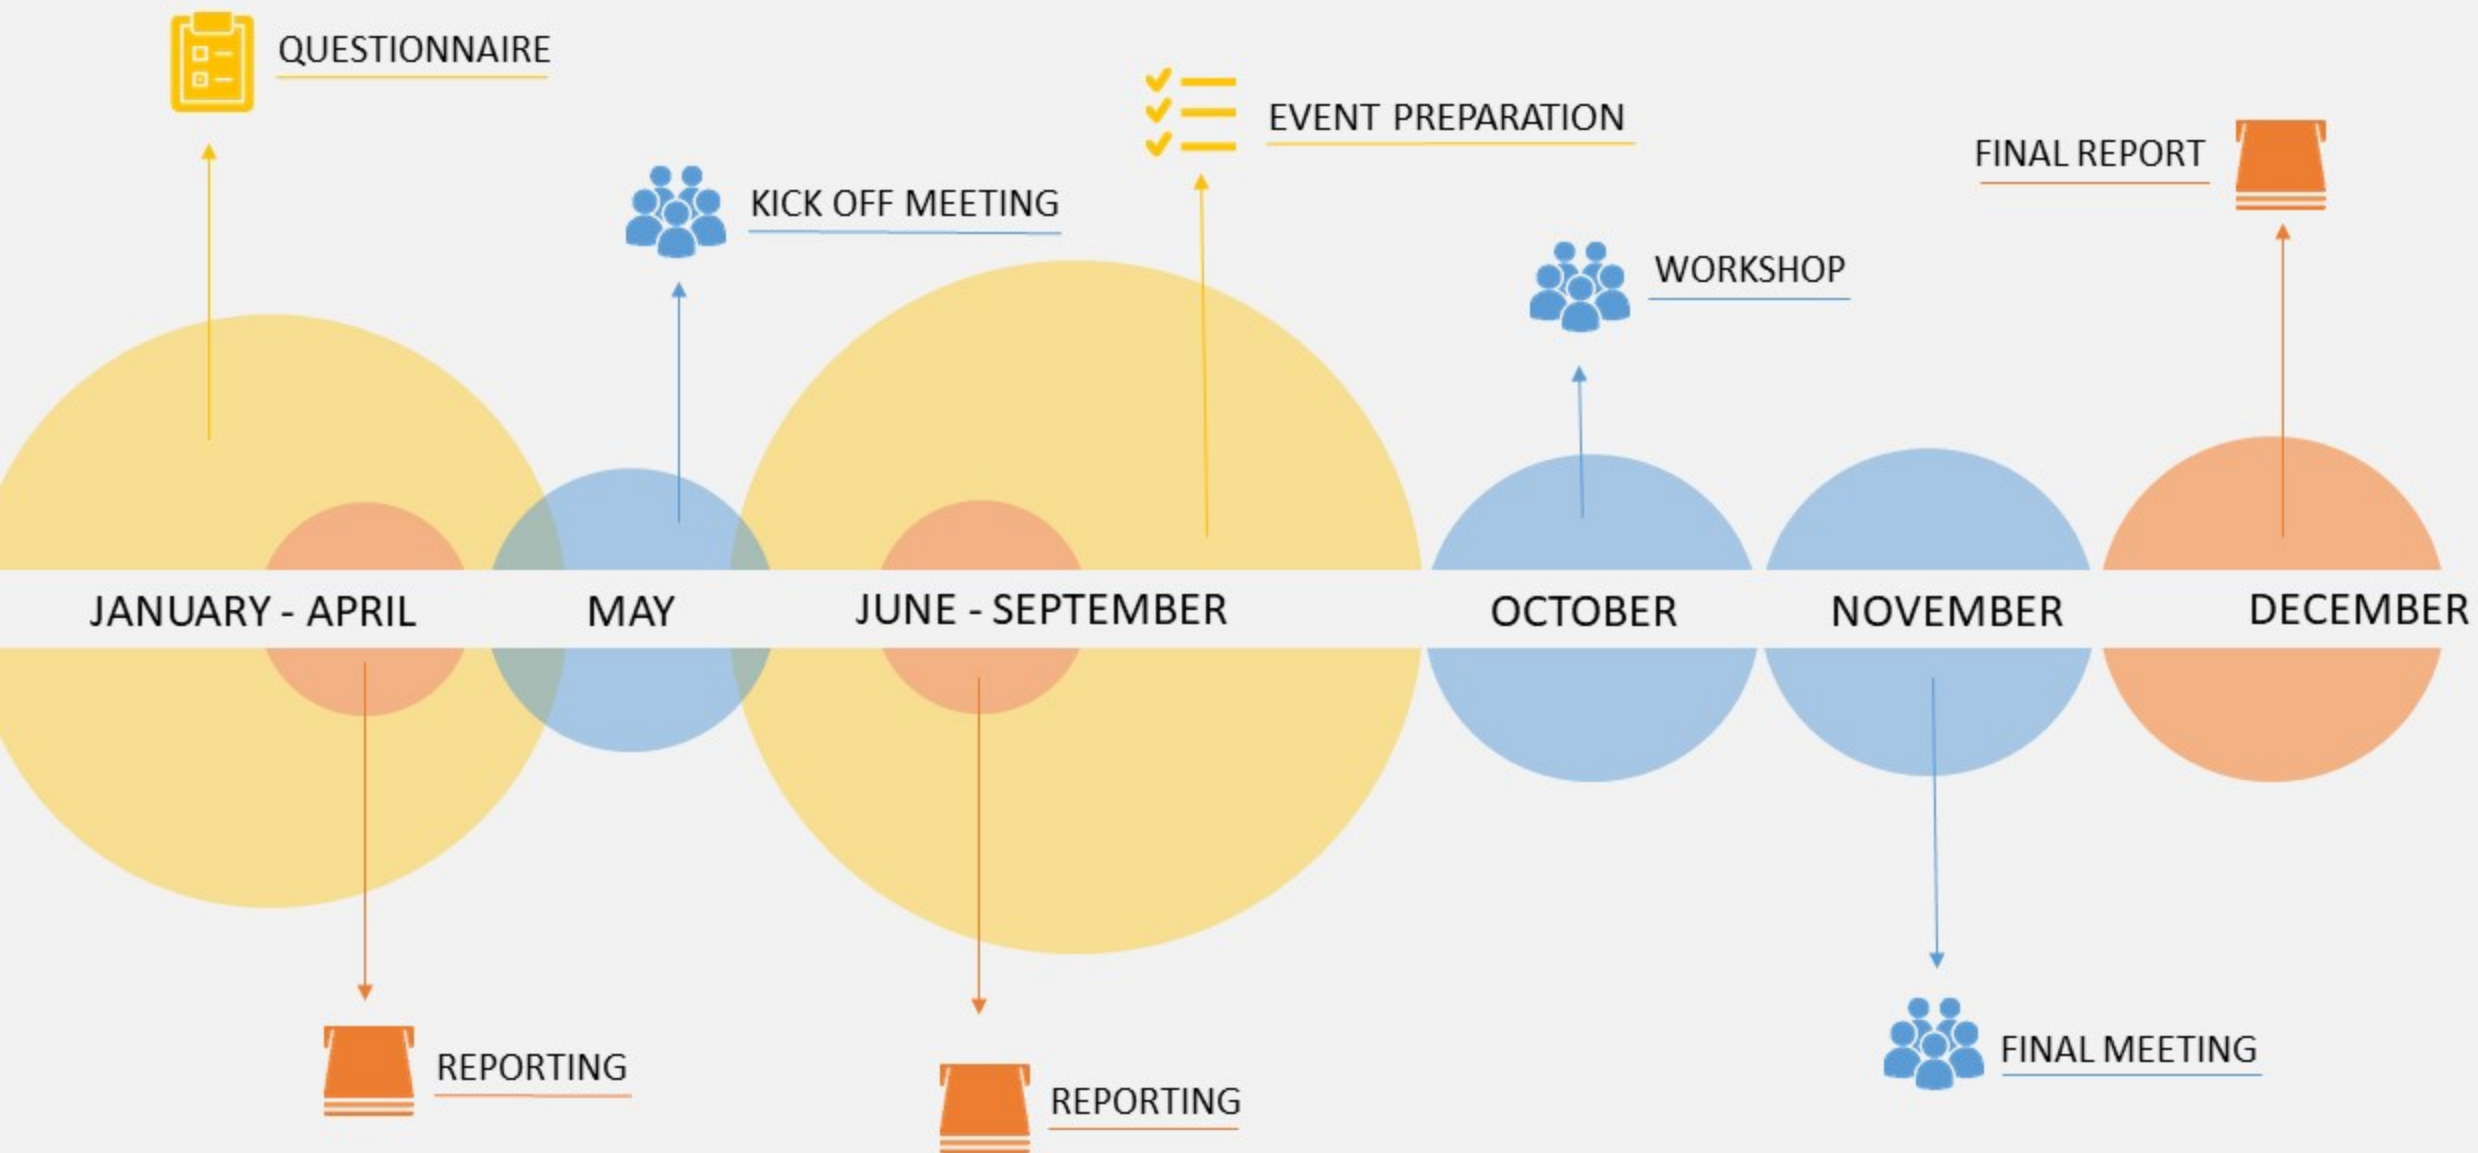 QUESTIONNAIRE
EVENT PREPARATION
FINAL REPORT
KICK OFF MEETING
WORKSHOP
JANUARY - APRIL
MAY
JUNE - SEPTEMBER
OCTOBER
NOVEMBER
DECEMBER
REPORTING
REPORTING
FINAL MEETING